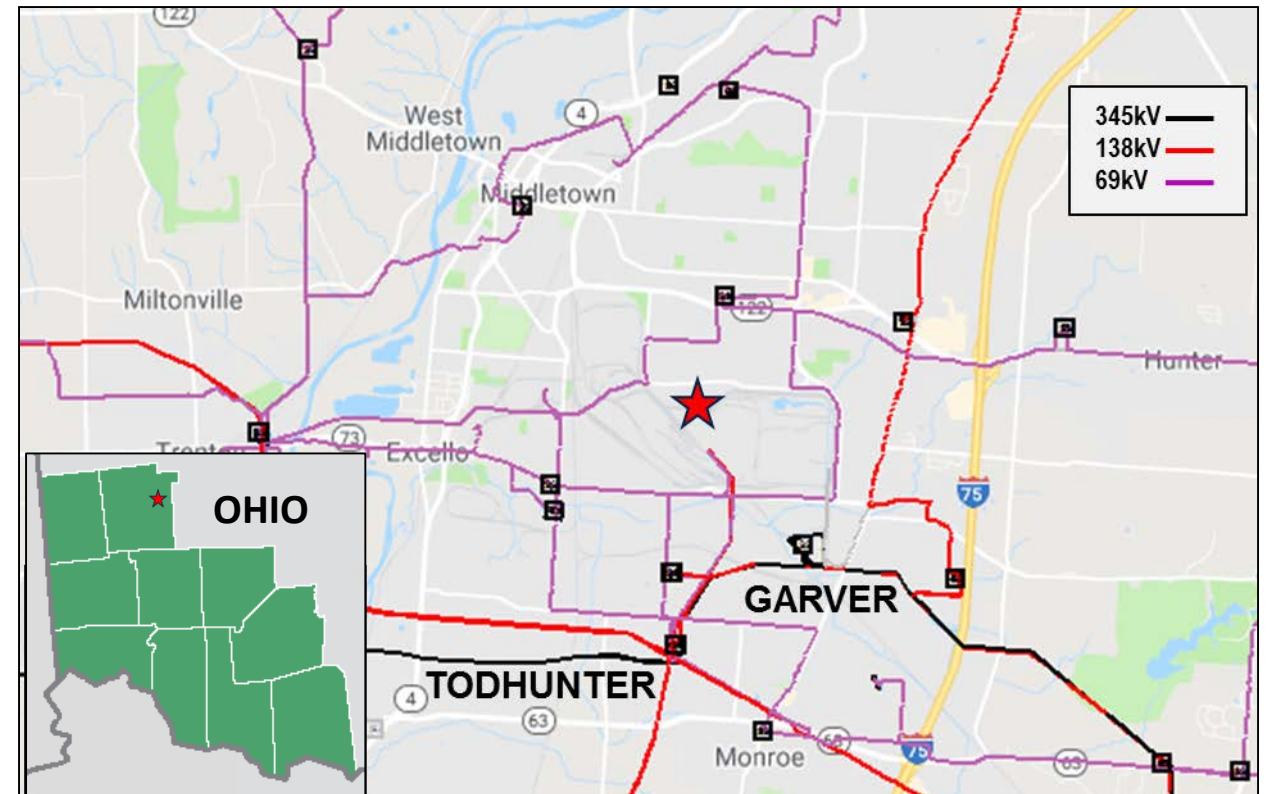 122
West
Middletown
4
345kV
138kV
69kV
Middletown
Miltonville
122
Hunter
Trenton
73
Excello
75
OHIO
GARVER
TODHUNTER
4
63
Monroe
63
75
63